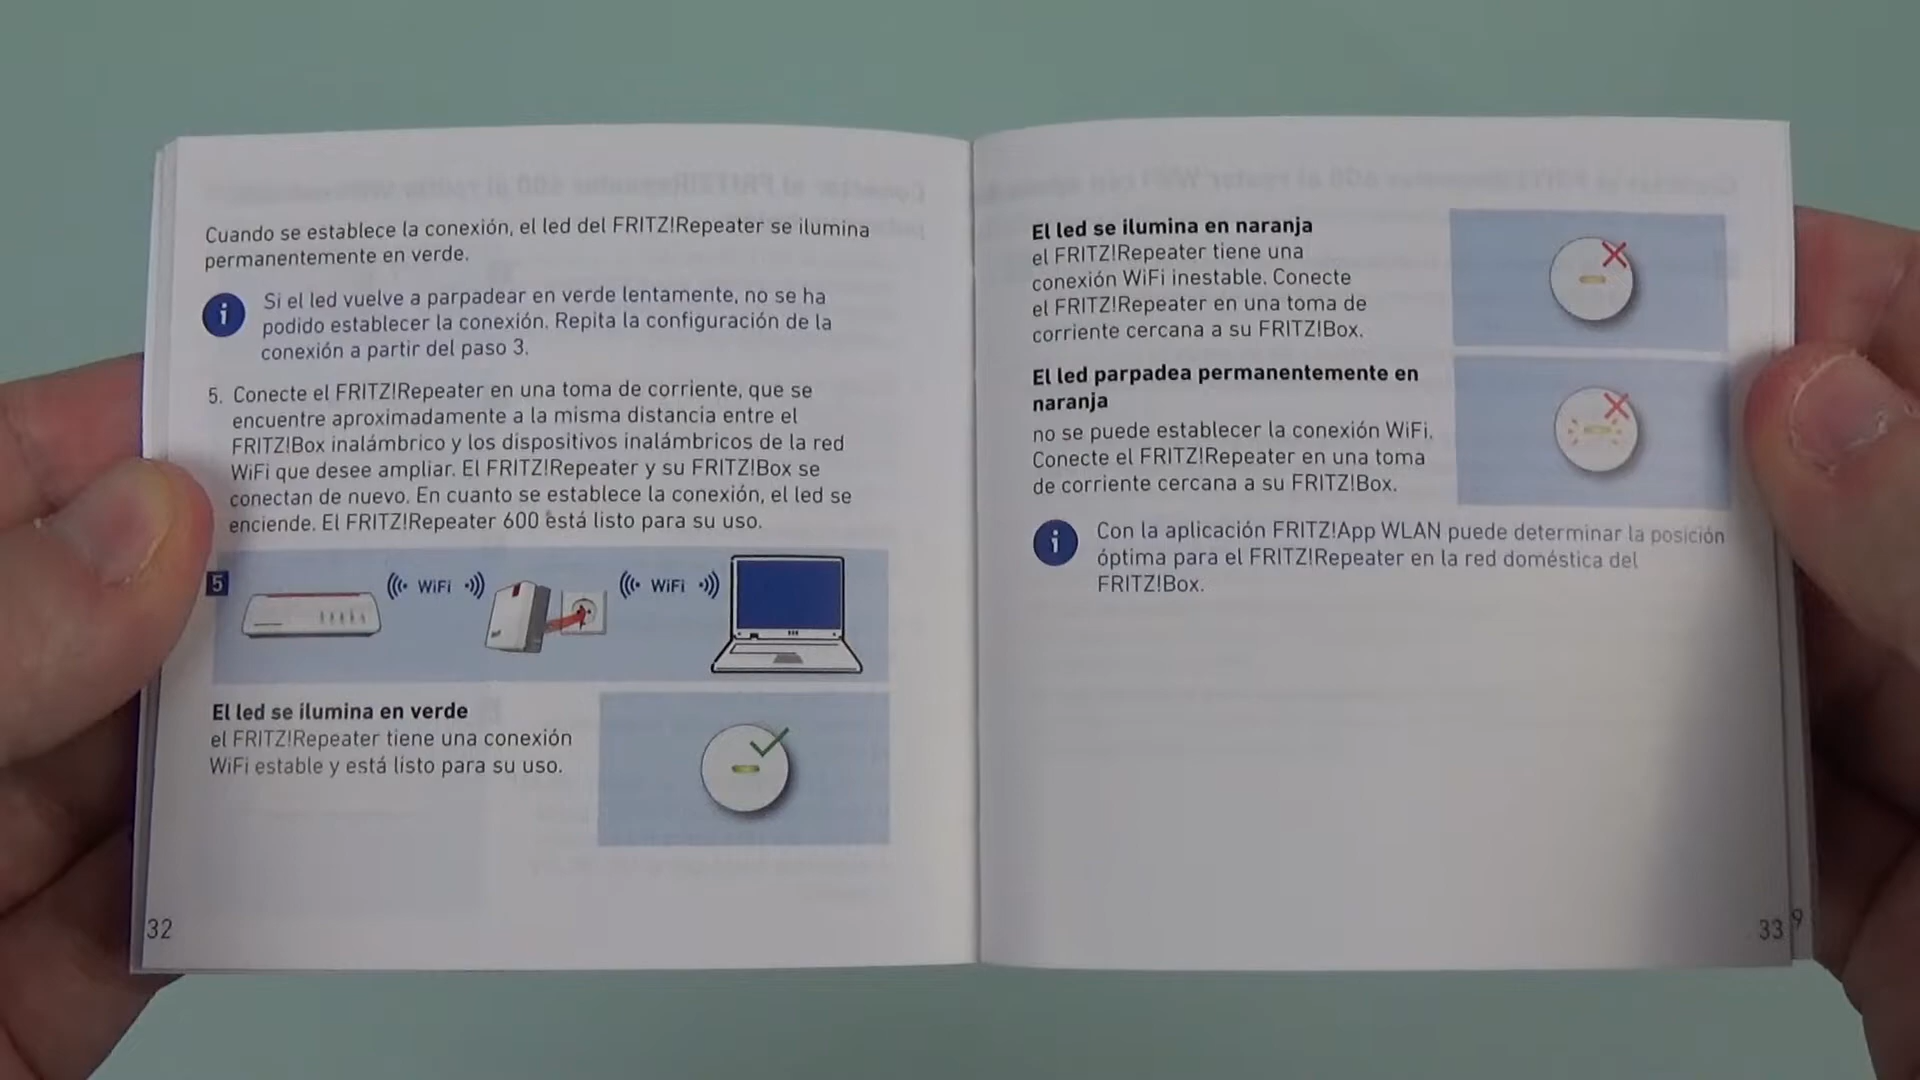 Cuando se establece la conexión, el led del FRITZ!Repeater se ilumina
permanentemente en verde.
i
Si el led vuelve a parpadear en verde lentamente, no se ha
podido establecer la conexión. Repita la configuración de la
conexión a partir del paso 3.
5. Conecte el FRITZ!Repeater en una toma de corriente, que se
encuentre aproximadamente a la misma distancia entre el
FRITZ!Box inalámbrico y los dispositivos inalámbricos de la red
WiFi que desee ampliar. El FRITZ!Repeater y su FRITZ!Box se
conectan de nuevo. En cuanto se establece la conexión, el led se
enciende. El FRITZ!Repeater 600 está listo para su uso.
5
WiFi
WiFi
El led se ilumina en verde
el FRITZ!Repeater tiene una conexión
WiFi estable y está listo para su uso.
32
El led se ilumina en naranja
el FRITZ!Repeater tiene una
conexión WiFi inestable. Conecte
el FRITZ!Repeater en una toma de
corriente cercana a su FRITZ!Box.
El led parpadea permanentemente en
naranja
no se puede establecer la conexión WiFi.
Conecte el FRITZ!Repeater en una toma
de corriente cercana a su FRITZ!Box.
i
Con la aplicación FRITZ!App WLAN puede determinar la posición
óptima para el FRITZ!Repeater en la red doméstica del
FRITZ!Box.
33
9